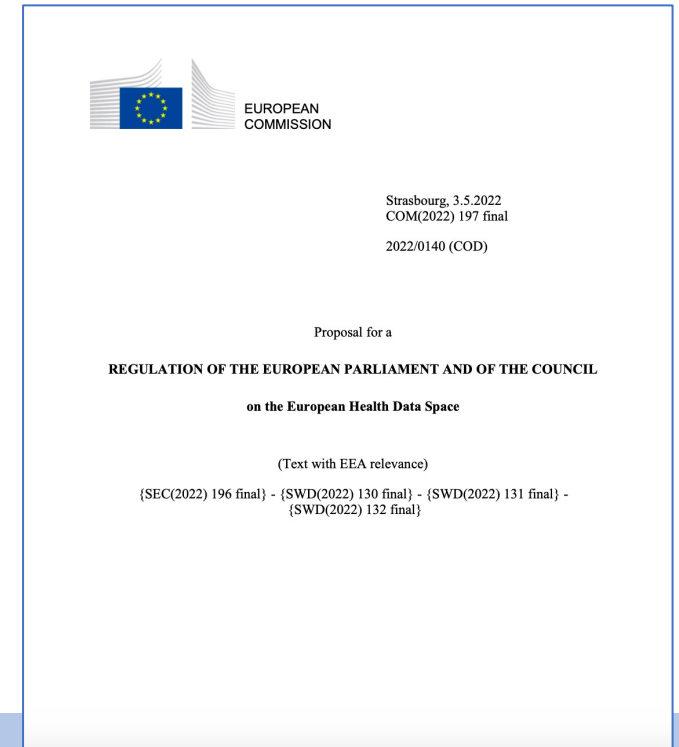 EUROPEAN
COMMISSION
Strasbourg, 3.5.2022
COM(2022) 197 final
2022/0140 (COD)
Proposal for a
REGULATION OF THE EUROPEAN PARLIAMENT AND OF THE COUNCIL
on the European Health Data Space
(Text with EEA relevance)
{SEC(2022) 196 final} - {SWD(2022) 130 final} - {SWD(2022) 131 final} -
{SWD(2022) 132 final}